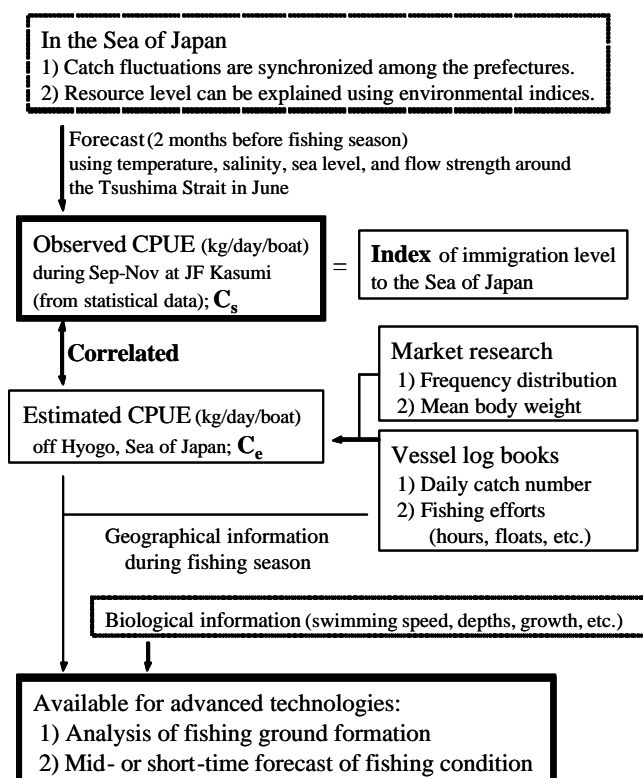 In the Sea of Japan
1) Catch fluctuations are synchronized among the prefectures.
2) Resource level can be explained using environmental indices.
Forecast (2 months before fishing season)
using temperature, salinity, sea level, and flow strength around
the Tsushima Strait in June
Observed CPUE (kg/day/boat)
during Sep-Nov at JF Kasumi
(from statistical data); Cs
=
Index of immigration level
to the Sea of Japan
Correlated
Market research
1) Frequency distribution
2) Mean body weight
Estimated CPUE (kg/day/boat)
off Hyogo, Sea of Japan; Ce
Vessel log books
1) Daily catch number
2) Fishing efforts
(hours, floats, etc.)
Geographical information
during fishing season
Biological information (swimming speed, depths, growth, etc.)
Available for advanced technologies:
1) Analysis of fishing ground formation
2) Mid- or short-time forecast of fishing condition